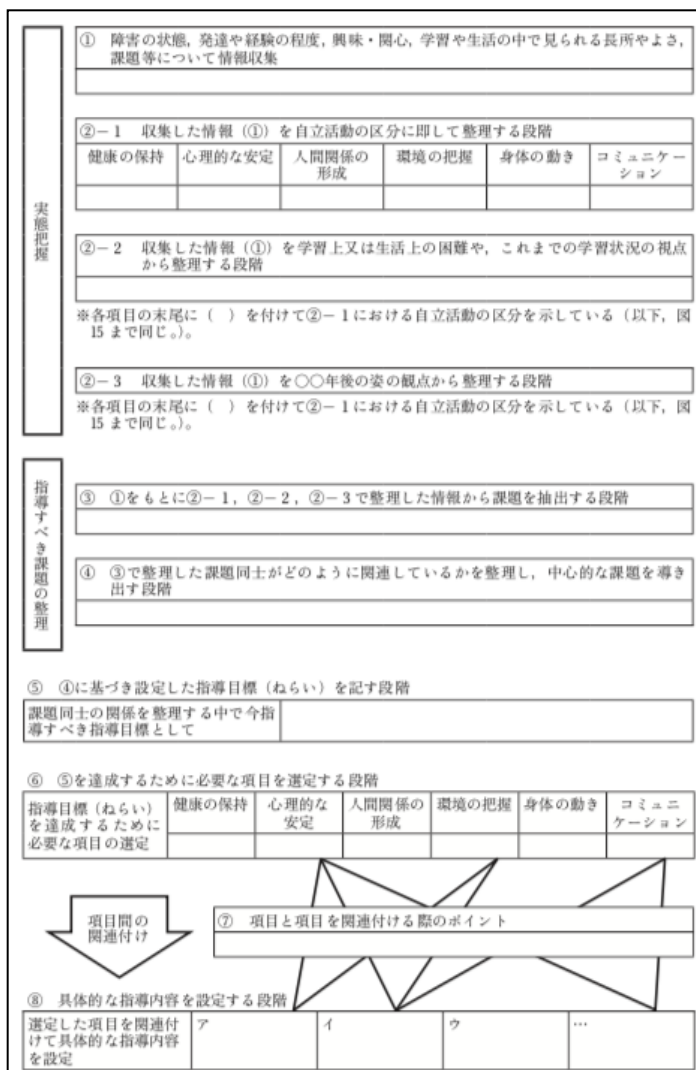 実態把握
① 障害の状態，発達や経験の程度，興味・関心，学習や生活の中で見られる長所やよさ，
課題等について情報収集
②－1 収集した情報（①）を自立活動の区分に即して整理する段階
健康の保持 心理的な安定 人間関係の 環境の把握 身体の動き コミュニケー
形成 ション
②－2 収集した情報（①）を学習上又は生活上の困難や，これまでの学習状況の視点
から整理する段階
※各項目の末尾に（ ）を付けて②－1における自立活動の区分を示している（以下，図
15まで同じ。）。
②－3 収集した情報（①）を○○年後の姿の観点から整理する段階
※各項目の末尾に（ ）を付けて②－1における自立活動の区分を示している（以下，図
15まで同じ。）。
指導すべき課題の整理
③ ①をもとに②－1，②－2，②－3で整理した情報から課題を抽出する段階
④ ③で整理した課題同士がどのように関連しているかを整理し，中心的な課題を導き
出す段階
⑤ ④に基づき設定した指導目標（ねらい）を記す段階
課題同士の関係を整理する中で今指
導すべき指導目標として
⑥ ⑤を達成するために必要な項目を選定する段階
指導目標（ねらい）
を達成するために
必要な項目の選定
健康の保持 心理的な 人間関係の 環境の把握 身体の動き コミュニ
安定 形成 ケーション
項目間の
関連付け
⑦ 項目と項目を関連付ける際のポイント
⑧ 具体的な指導内容を設定する段階
選定した項目を関連付
けて具体的な指導内容
を設定
ア イ ウ …